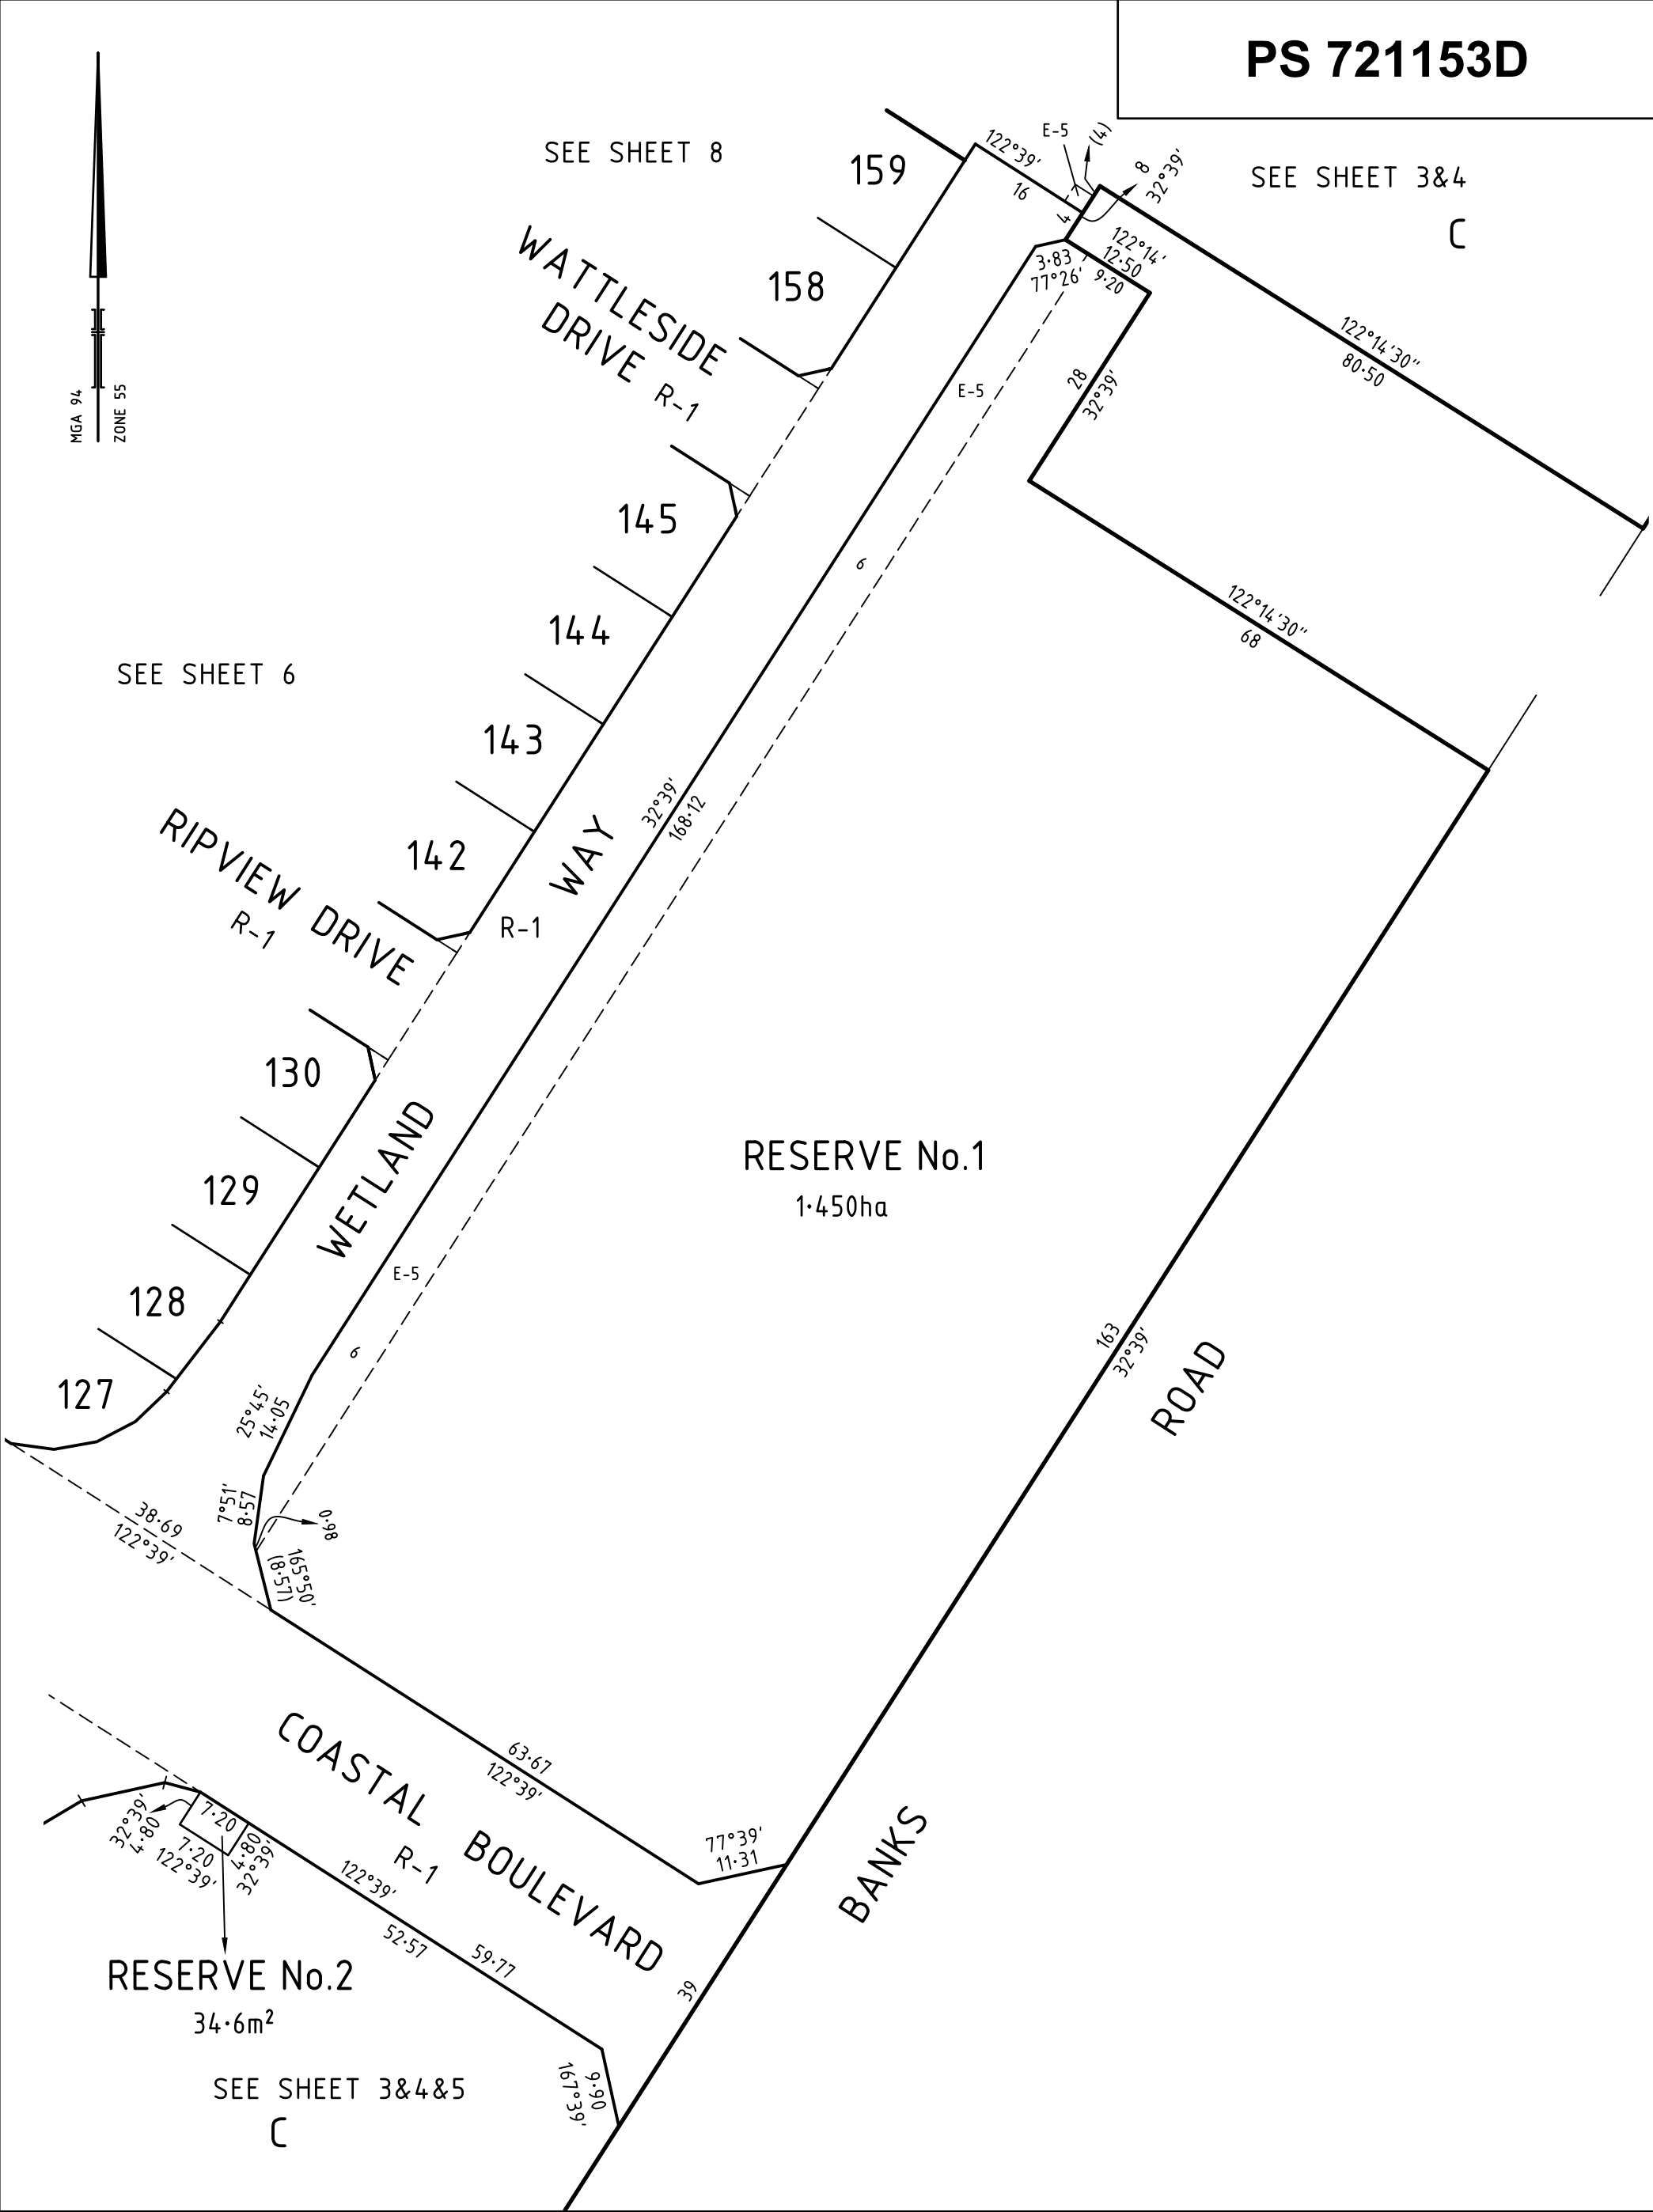 PS 721153D
SEE SHEET 8
159
122°39'
16
E-5
(4)
8
32°39'
SEE SHEET 3&4
C
4
7
WATTLESIDE
DRIVE R-1
158
3·83
77°26'
122°14'
12·50
9·20
MGA 94
ZONE 55
122°14'30"
80·50
28
32°39'
E-5
145
6
144
122°14'30"
68
SEE SHEET 6
143
32°39'
168·12
142
WAY
R-1
RIPVIEW DRIVE
R-1
130
WETLAND
129
RESERVE No.1
1·450ha
E-5
128
6
127
163
32°39'
ROAD
25°45'
14·05
7°51'
8·57
0·98
165°50'
(8·57)
38·69
122°39'
COASTAL BOULEVARD
R-1
63·67
122°39'
77°39'
11·31
BANKS
32°39'
4·80
7·20
7·20
122°39'
4·80
32°39'
122°39'
52·57
59·77
39
RESERVE No.2
34·6m²
SEE SHEET 3&4&5
C
9·90
167°39'